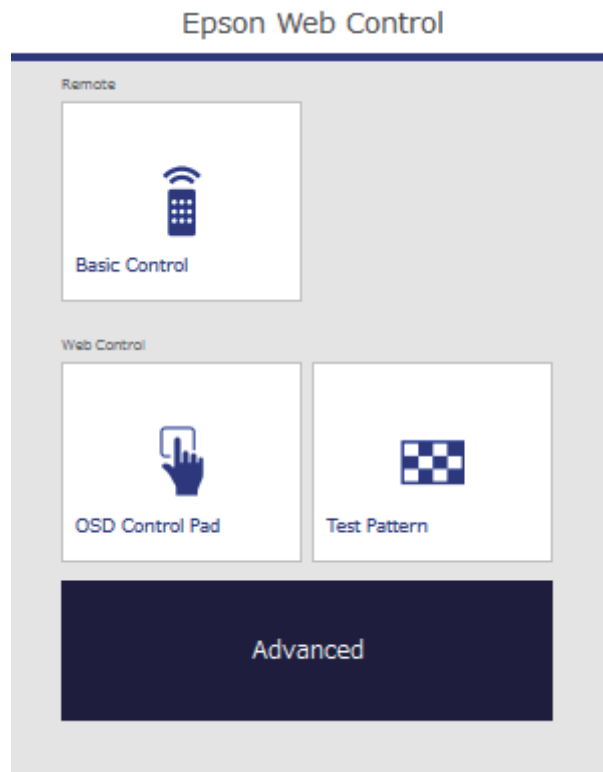 Epson Web Control
Remote
Basic Control
Web Control
OSD Control Pad
Test Pattern
Advanced